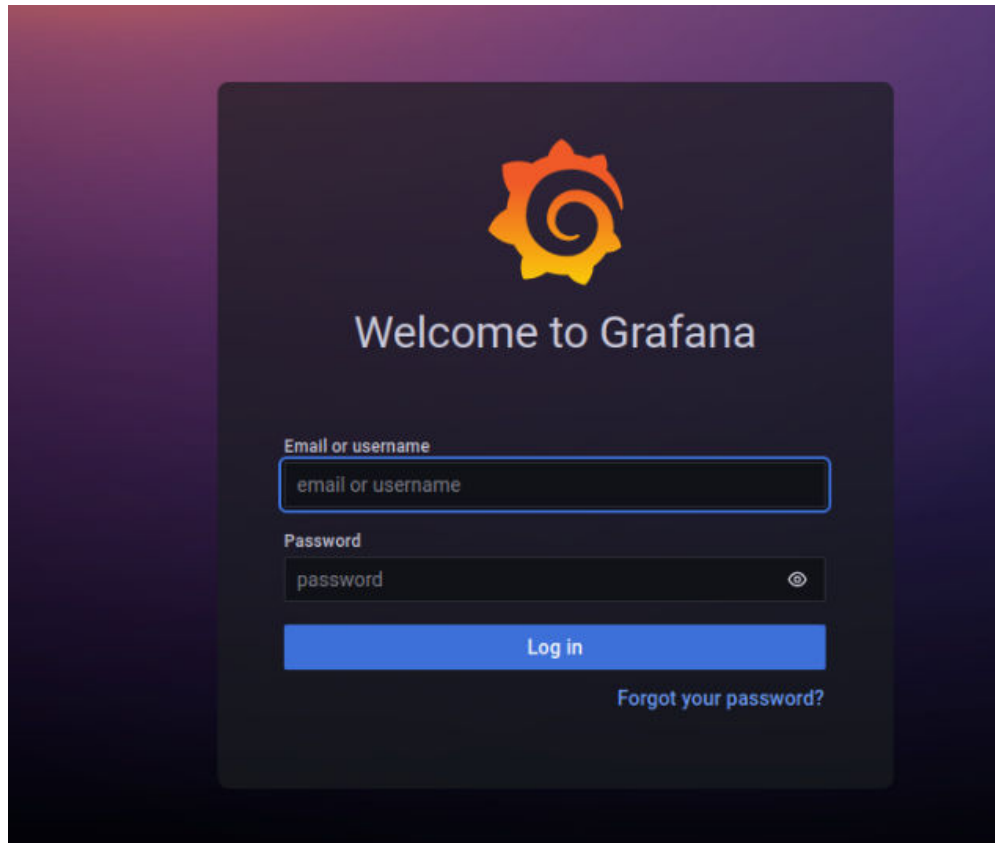 Welcome to Grafana
Email or username
email or username
Password
password
Log in
Forgot your password?